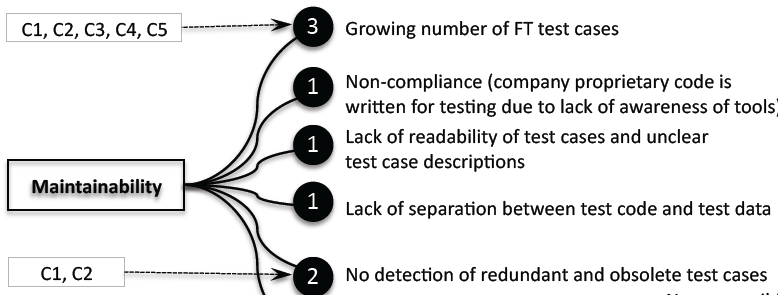 C1, C2, C3, C4, C5
3
Growing number of FT test cases
1
Non-compliance (company proprietary code is
written for testing due to lack of awareness of tools)
1
Lack of readability of test cases and unclear
test case descriptions
Maintainability
1
Lack of separation between test code and test data
C1, C2
2
No detection of redundant and obsolete test cases